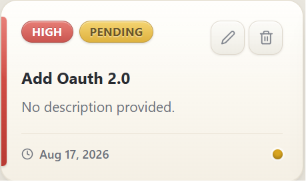 HIGH PENDING
Add Oauth 2.0
No description provided.
Aug 17, 2026